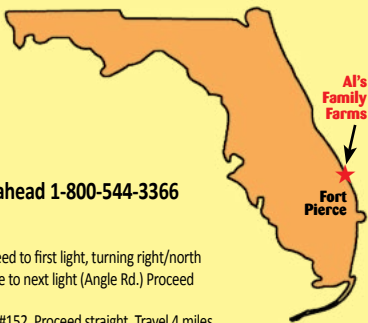 Al's
Family
Farms
Fort
Pierce
ahead 1-800-544-3366
eed to first light, turning right/north
e to next light (Angle Rd.) Proceed
#152. Proceed straight. Travel 4 miles